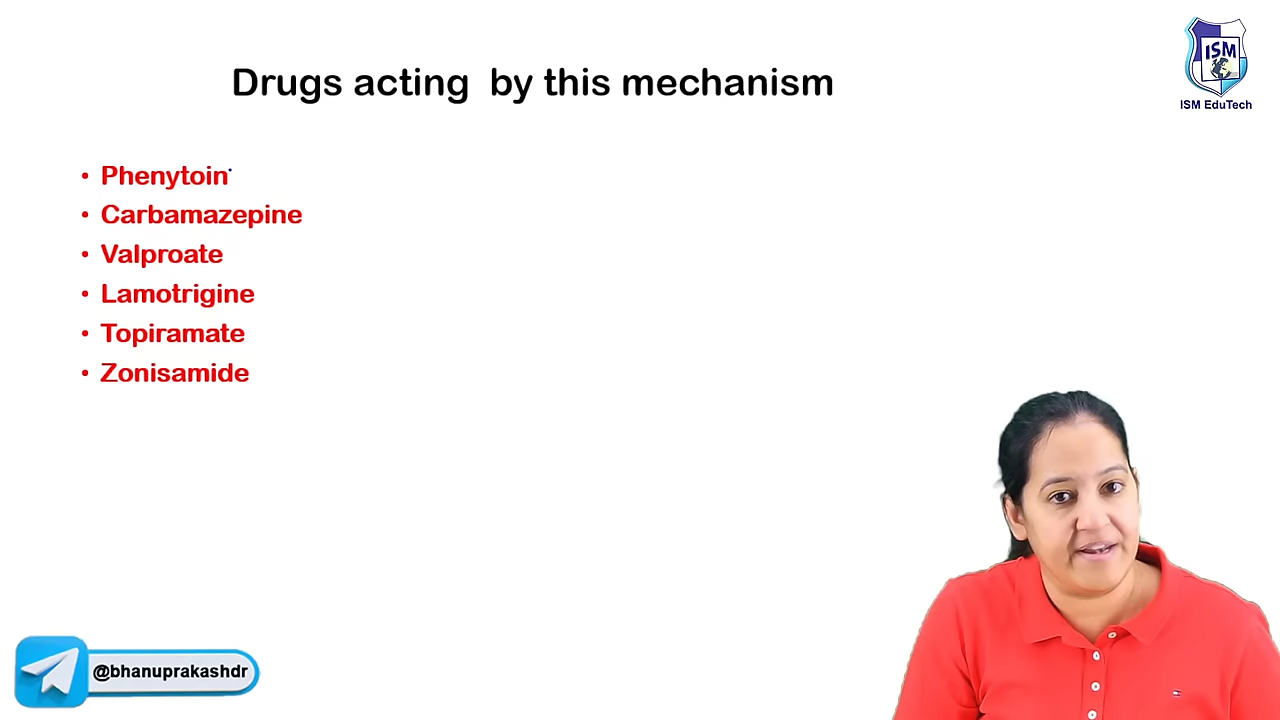 ISM
ISM EduTech
Drugs acting by this mechanism
• Phenytoin
• Carbamazepine
• Valproate
• Lamotrigine
• Topiramate
• Zonisamide
@bhanuprakashdr